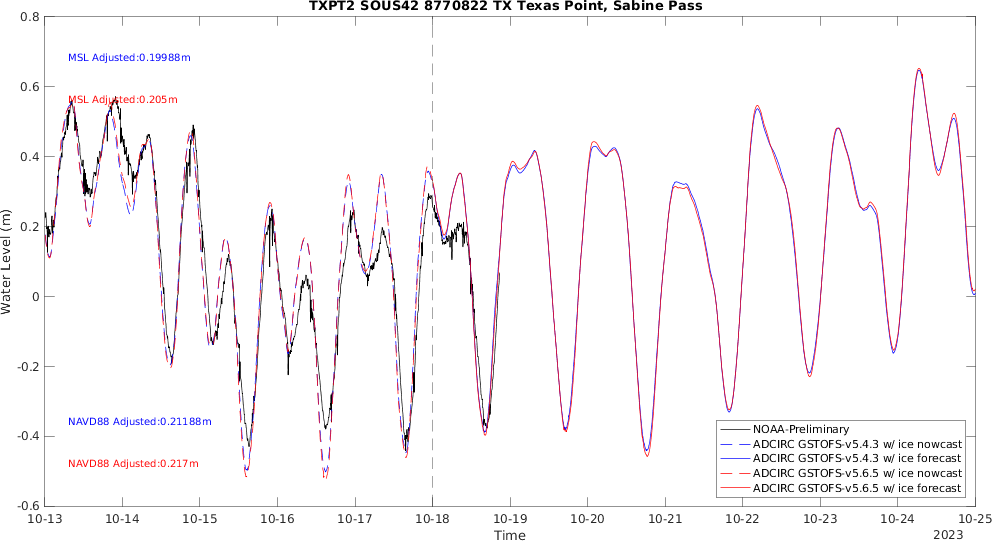 TXPT2 SOUS42 8770822 TX Texas Point, Sabine Pass
0.8
0.6
0.4
0.2
0
-0.2
-0.4
-0.6
Water Level (m)
MSL Adjusted:0.19988m
MSL Adjusted:0.205m
NAVD88 Adjusted:0.21188m
NAVD88 Adjusted:0.217m
NOAA-Preliminary
ADCIRC GSTOFS-v5.4.3 w/ ice nowcast
ADCIRC GSTOFS-v5.4.3 w/ ice forecast
ADCIRC GSTOFS-v5.6.5 w/ ice nowcast
ADCIRC GSTOFS-v5.6.5 w/ ice forecast
10-13 10-14 10-15 10-16 10-17 10-18 10-19 10-20 10-21 10-22 10-23 10-24 10-25
Time
2023